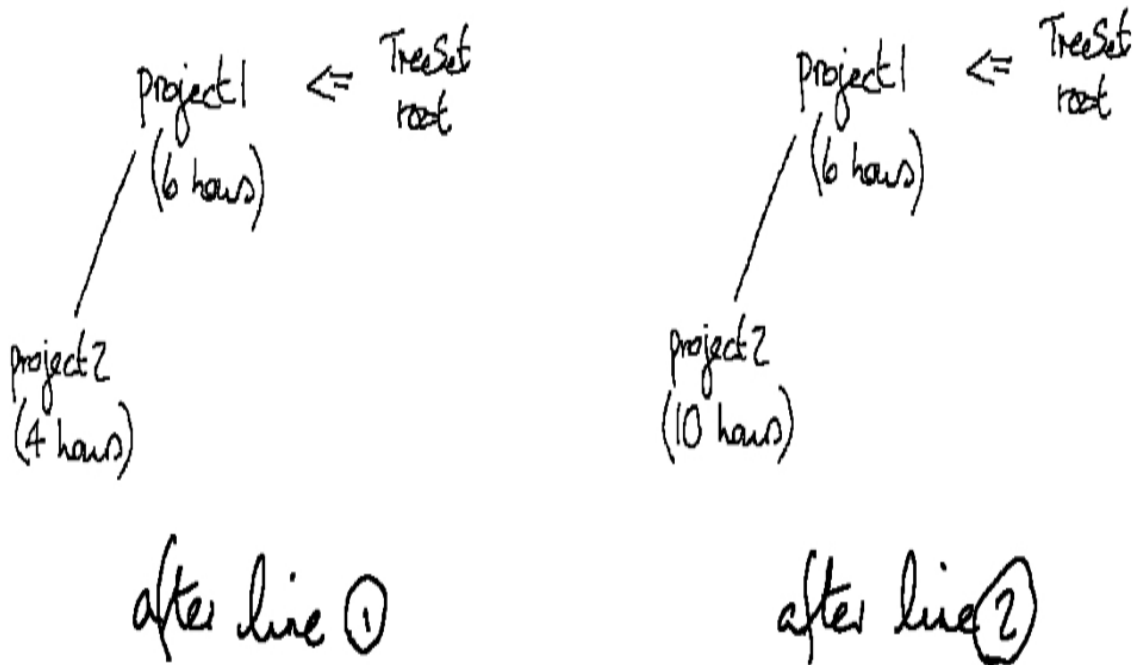 project1 <= TreeSet
root
(6 hours)
project2
(4 hours)
after line ①
project1 <= TreeSet
root
(6 hours)
project2
(10 hours)
after line ②